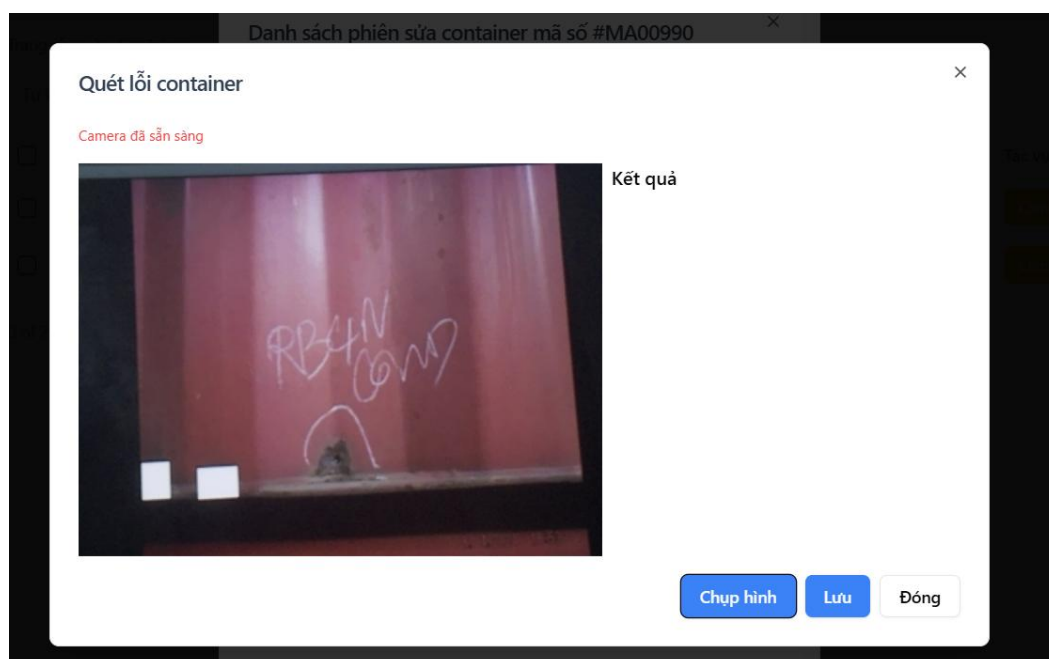 Danh sách phiên sửa container mã số #MA00990
Quét lỗi container
Camera đã sẵn sàng
Kết quả
RB4N
COND
Chụp hình
Lưu
Đóng